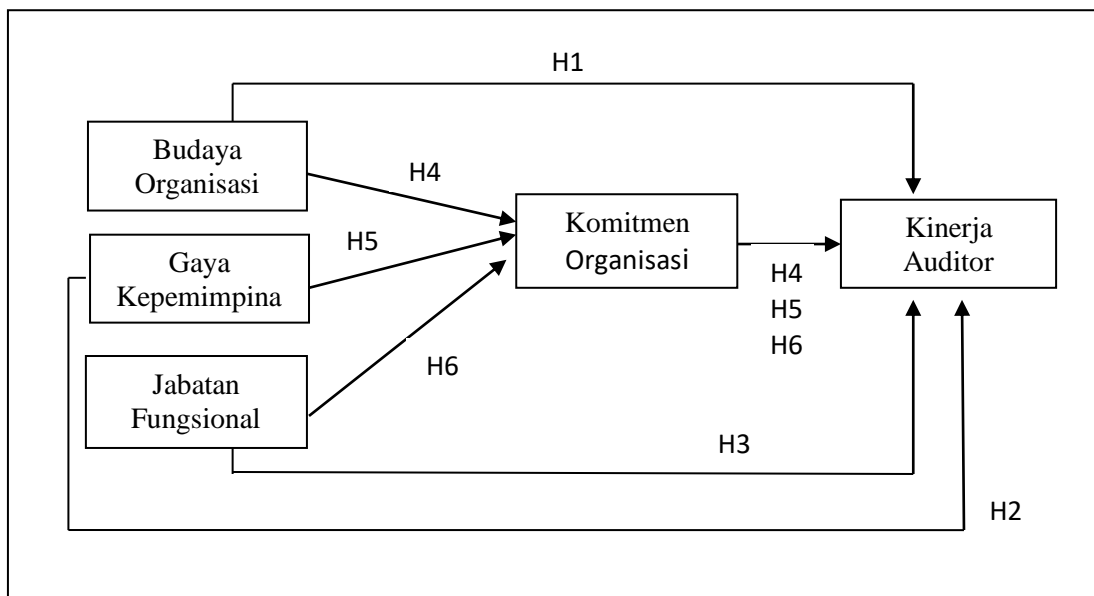 H1
Budaya
Organisasi
H4
Komitmen
Organisasi
Kinerja
Auditor
H5
Gaya
Kepemimpina
H4
H5
H6
H6
Jabatan
Fungsional
H3
H2